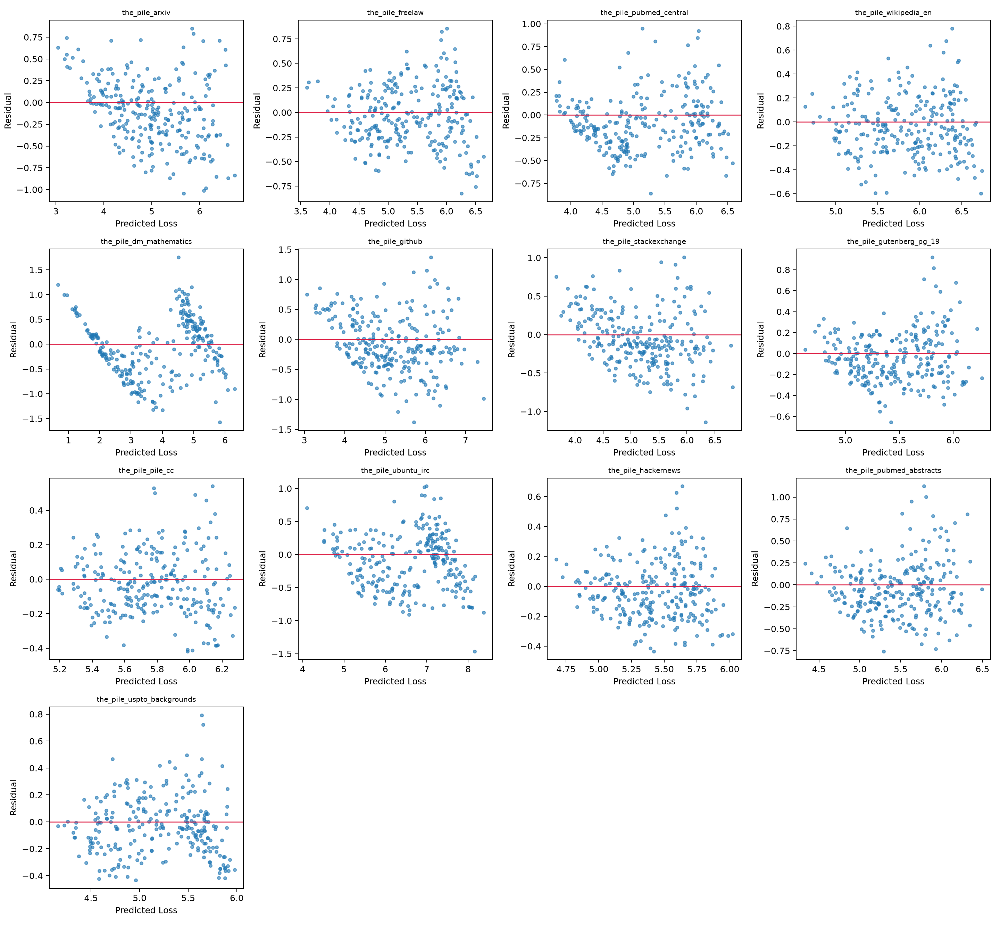 the_pile_arxiv
0.75
0.50
0.25
0.00
−0.25
−0.50
−0.75
−1.00
Residual
3 4 5 6
Predicted Loss
the_pile_freelaw
0.75
0.50
0.25
0.00
−0.25
−0.50
−0.75
Residual
3.5 4.0 4.5 5.0 5.5 6.0 6.5
Predicted Loss
the_pile_pubmed_central
1.00
0.75
0.50
0.25
0.00
−0.25
−0.50
−0.75
Residual
4.0 4.5 5.0 5.5 6.0 6.5
Predicted Loss
the_pile_wikipedia_en
0.8
0.6
0.4
0.2
0.0
−0.2
−0.4
−0.6
Residual
5.0 5.5 6.0 6.5
Predicted Loss
the_pile_dm_mathematics
1.5
1.0
0.5
0.0
−0.5
−1.0
−1.5
Residual
1 2 3 4 5 6
Predicted Loss
the_pile_github
1.5
1.0
0.5
0.0
−0.5
−1.0
−1.5
Residual
3 4 5 6 7
Predicted Loss
the_pile_stackexchange
1.0
0.5
0.0
−0.5
−1.0
Residual
4.0 4.5 5.0 5.5 6.0 6.5
Predicted Loss
the_pile_gutenberg_pg_19
0.8
0.6
0.4
0.2
0.0
−0.2
−0.4
−0.6
Residual
5.0 5.5 6.0
Predicted Loss
the_pile_pile_cc
0.4
0.2
0.0
−0.2
−0.4
Residual
5.2 5.4 5.6 5.8 6.0 6.2
Predicted Loss
the_pile_ubuntu_irc
1.0
0.5
0.0
−0.5
−1.0
−1.5
Residual
4 5 6 7 8
Predicted Loss
the_pile_hackernews
0.6
0.4
0.2
0.0
−0.2
−0.4
Residual
4.75 5.00 5.25 5.50 5.75 6.00
Predicted Loss
the_pile_pubmed_abstracts
1.00
0.75
0.50
0.25
0.00
−0.25
−0.50
−0.75
Residual
4.5 5.0 5.5 6.0 6.5
Predicted Loss
the_pile_uspto_backgrounds
0.8
0.6
0.4
0.2
0.0
−0.2
−0.4
Residual
4.5 5.0 5.5 6.0
Predicted Loss